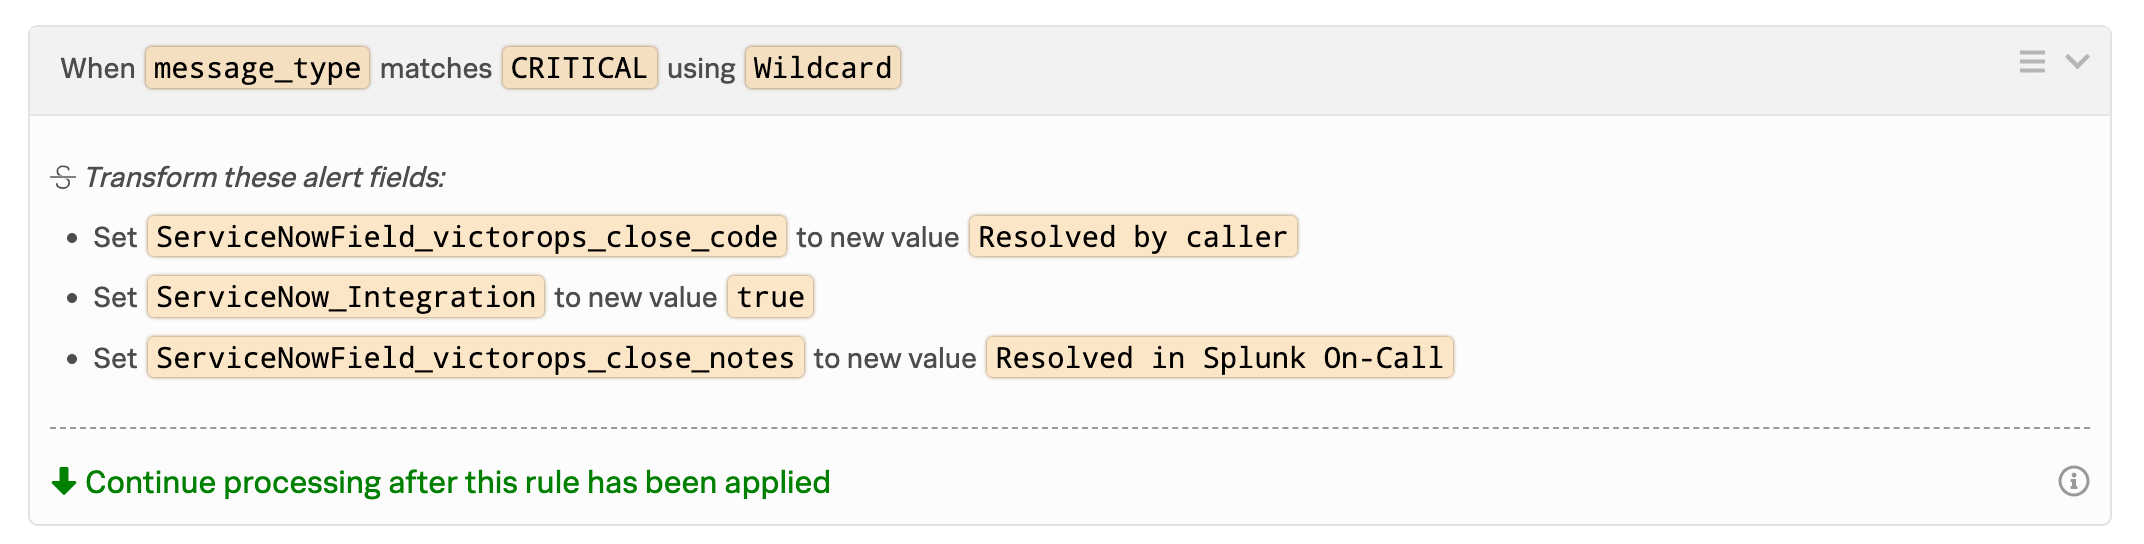 When message_type matches CRITICAL using Wildcard
Transform these alert fields:
• Set ServiceNowField_victorops_close_code to new value Resolved by caller
• Set ServiceNow_Integration to new value true
• Set ServiceNowField_victorops_close_notes to new value Resolved in Splunk On-Call
Continue processing after this rule has been applied